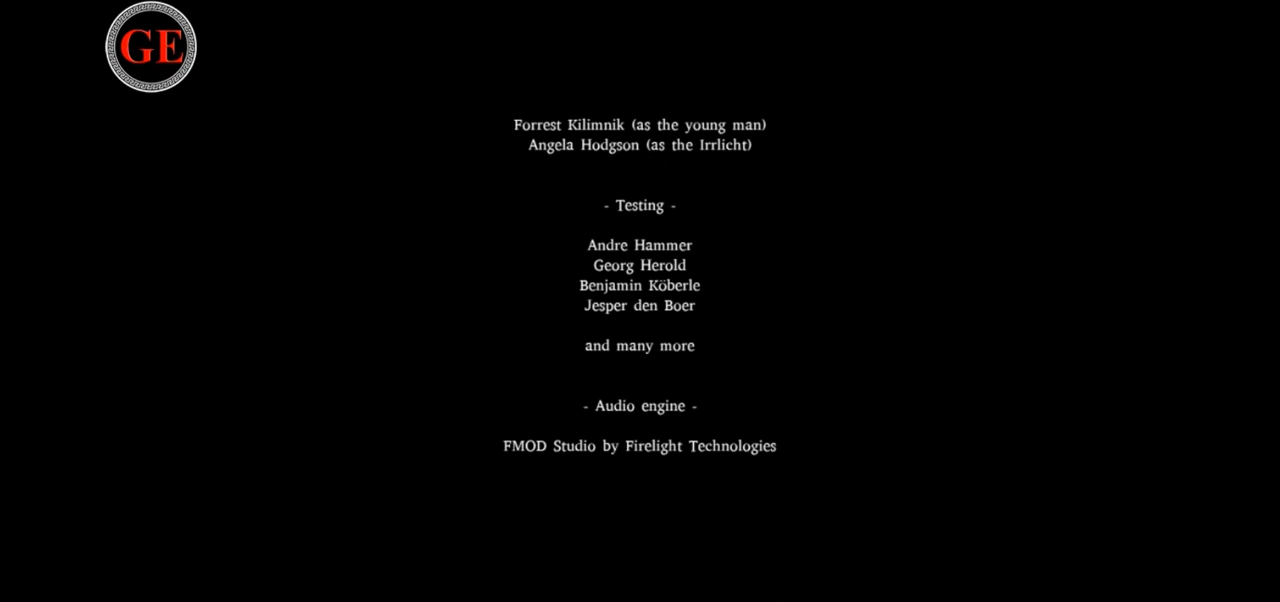 GE
Forrest Kilimnik (as the young man)
Angela Hodgson (as the Irrlicht)
- Testing -
Andre Hammer
Georg Herold
Benjamin Köberle
Jesper den Boer
and many more
- Audio engine -
FMOD Studio by Firelight Technologies